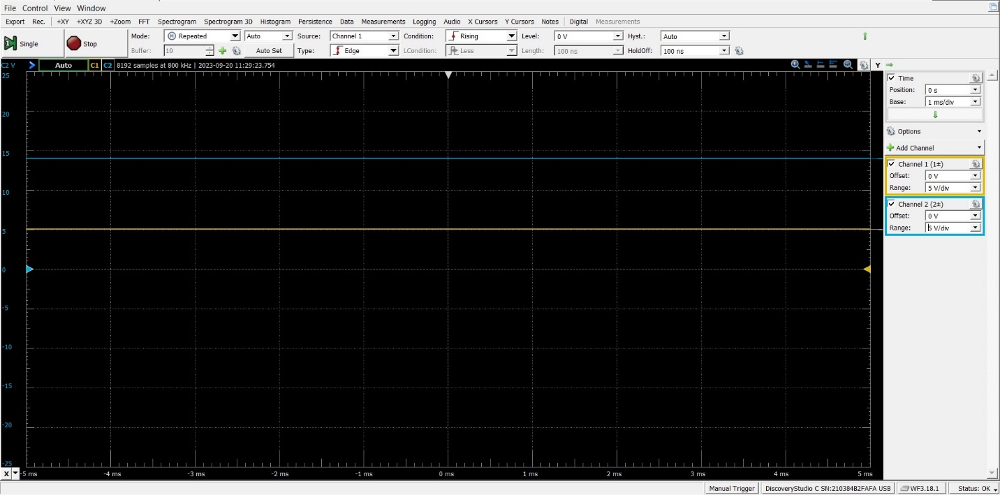 File Control View Window
Export Rec. +XY +XYZ 3D +Zoom FFT Spectrogram Spectrogram 3D Histogram Persistence Data Measurements Logging Audio X Cursors Y Cursors Notes Digital Measurements
Single Stop Mode: Repeated Auto Source: Channel 1 Condition: Rising Level: 0 V Hyst.: Auto
Buffer: 10 Auto Set Type: Edge LCondition: Less Length: 100 ns HoldOff: 100 ns
C2 V Auto C1 C2 8192 samples at 800 kHz | 2023-09-20 11:29:23.754 Y
25
20
15
10
5
0
-5
-10
-15
-20
-25
X -5 ms -4 ms -3 ms -2 ms -1 ms 0 ms 1 ms 2 ms 3 ms 4 ms 5 ms
Time
Position: 0 s
Base: 1 ms/div
Options
Add Channel
Channel 1 (1±)
Offset: 0 V
Range: 5 V/div
Channel 2 (2±)
Offset: 0 V
Range: 5 V/div
Manual Trigger DiscoveryStudio C SN:210384B2FAFA USB WF3.18.1 Status: OK